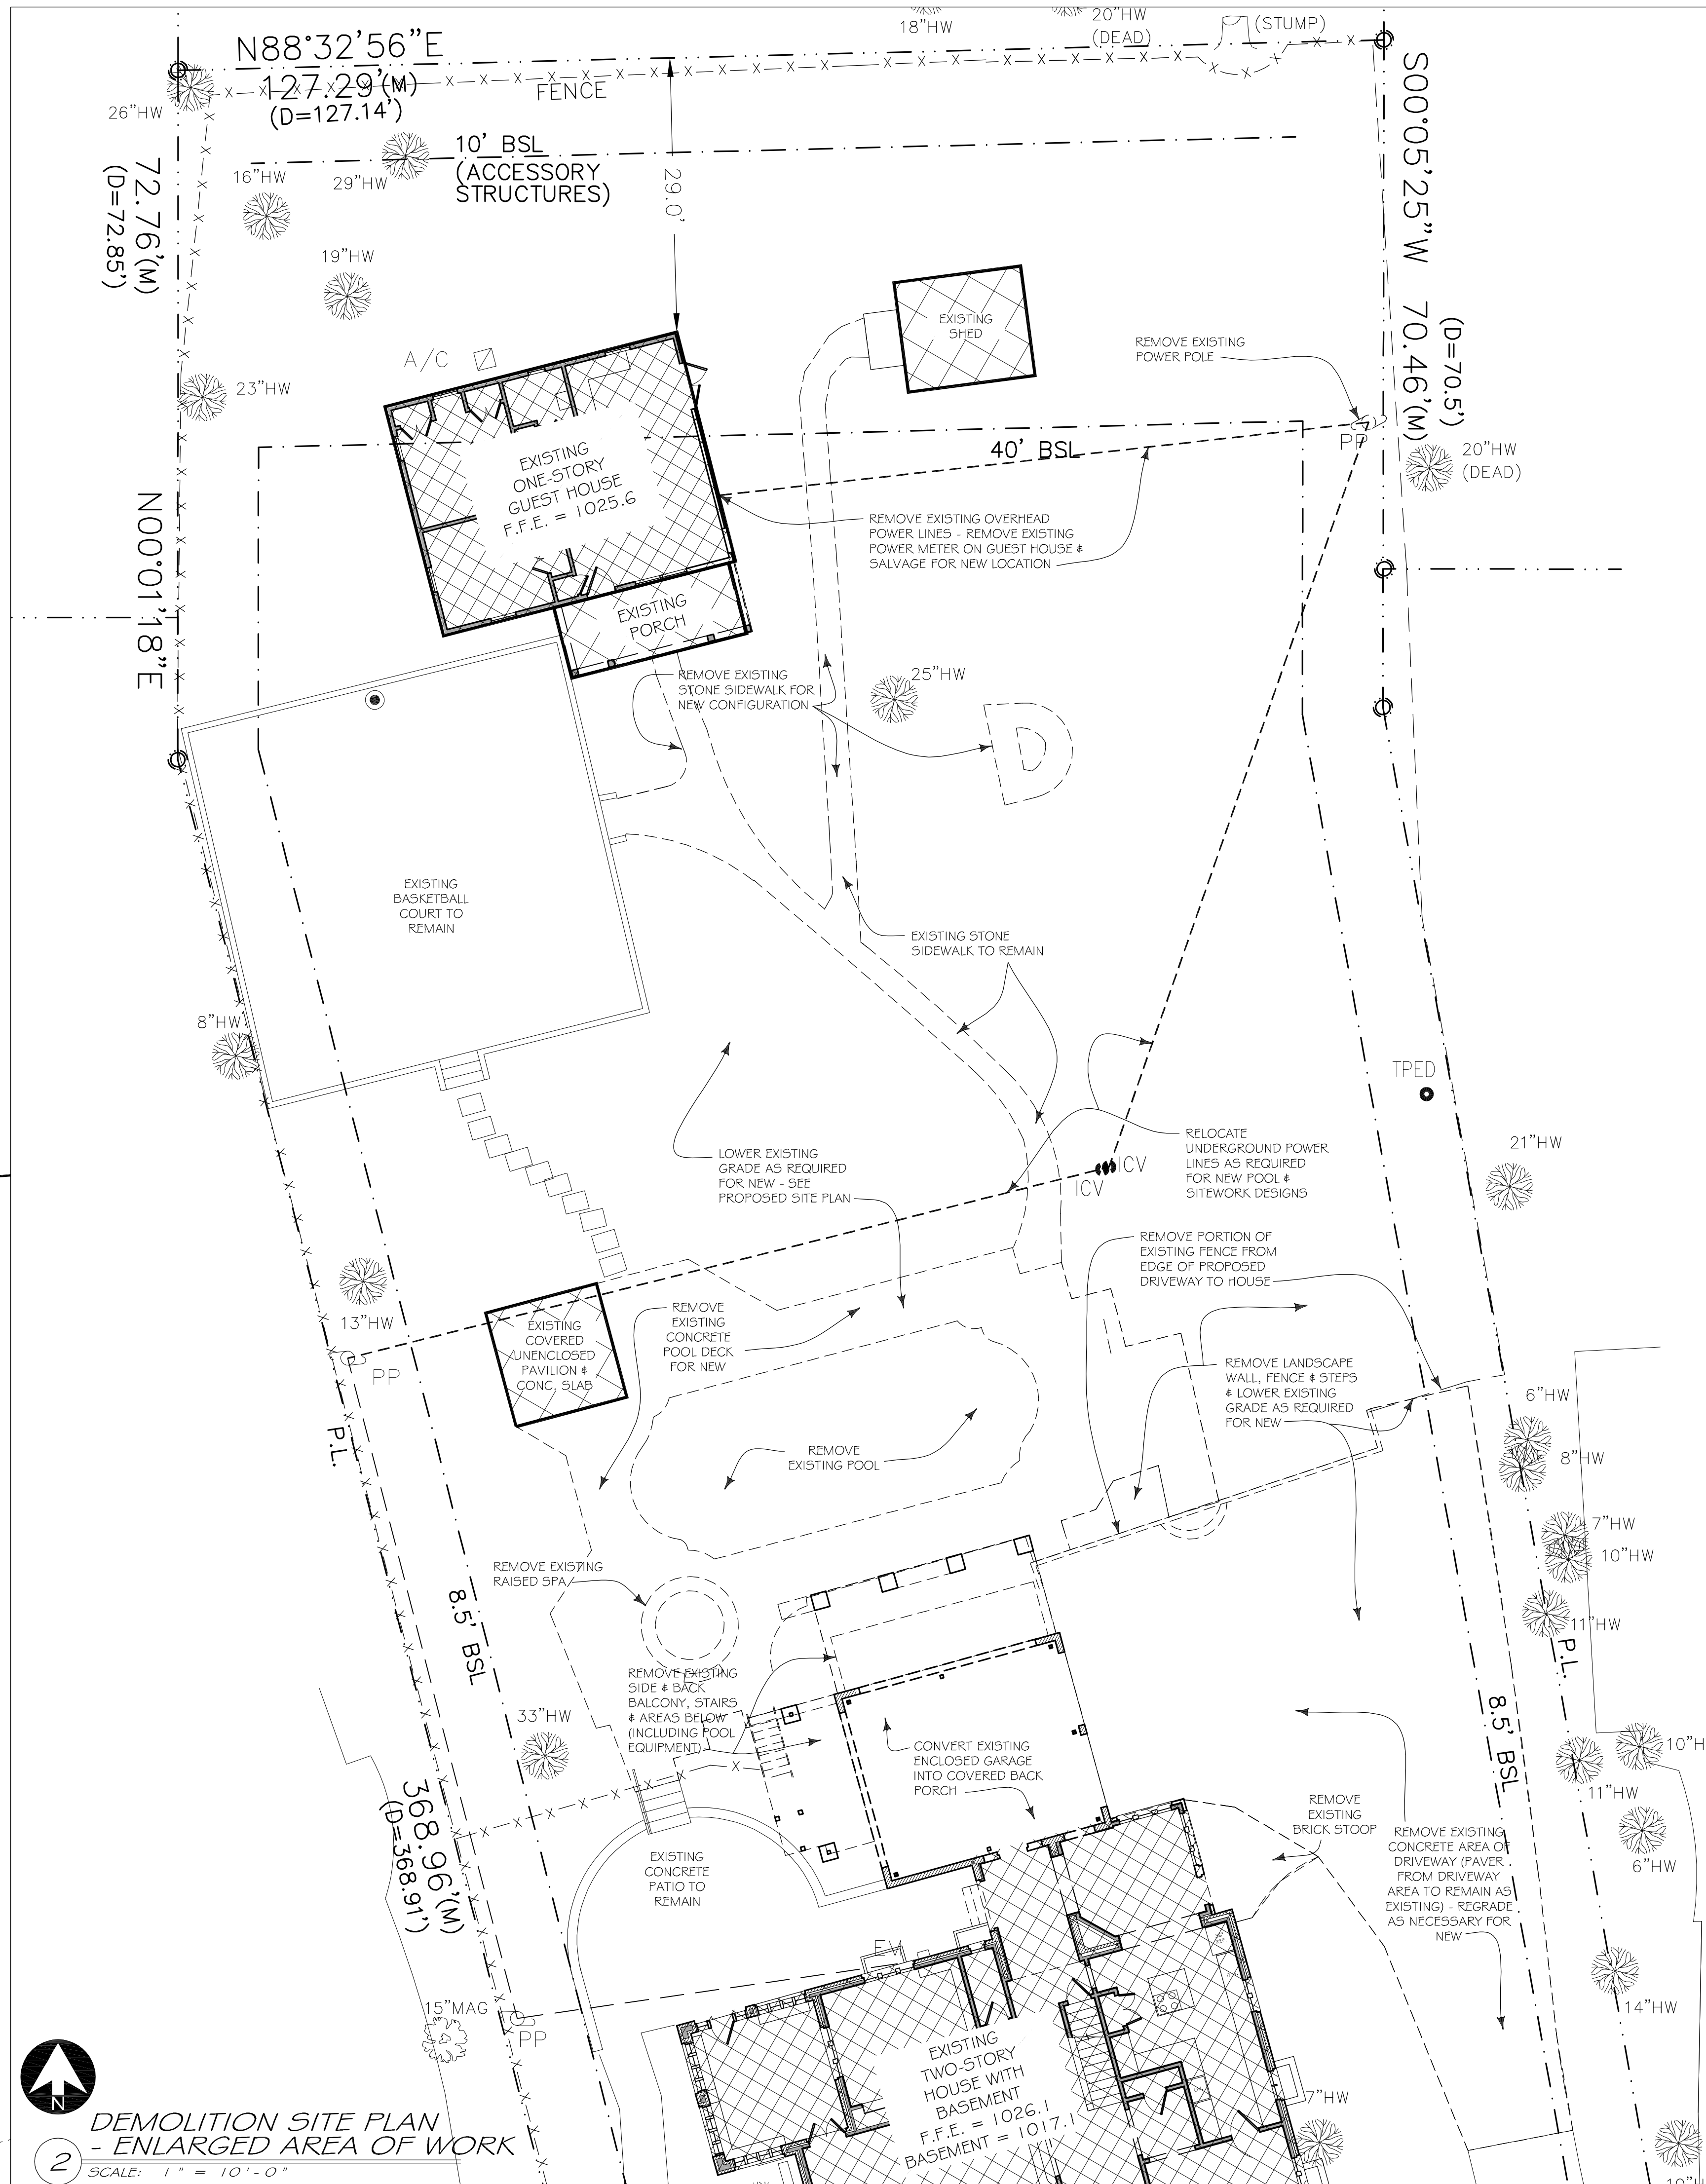 18"HW
20"HW
(DEAD)
(STUMP)
N88°32'56"E
127.29'(M)
(D=127.14')
FENCE
26"HW
10' BSL
(ACCESSORY
STRUCTURES)
16"HW
29"HW
72.76'(M)
(D=72.85')
29.0'
S00°05'25"W 70.46'(M)
(D=70.5')
19"HW
EXISTING
SHED
REMOVE EXISTING
POWER POLE
A/C
23"HW
PP
40' BSL
20"HW
(DEAD)
EXISTING
ONE-STORY
GUEST HOUSE
F.F.E. = 1025.6
N00°01'18"E
REMOVE EXISTING OVERHEAD
POWER LINES - REMOVE EXISTING
POWER METER ON GUEST HOUSE &
SALVAGE FOR NEW LOCATION
EXISTING
PORCH
REMOVE EXISTING
STONE SIDEWALK FOR
NEW CONFIGURATION
25"HW
EXISTING
BASKETBALL
COURT TO
REMAIN
EXISTING STONE
SIDEWALK TO REMAIN
8"HW
TPED
LOWER EXISTING
GRADE AS REQUIRED
FOR NEW - SEE
PROPOSED SITE PLAN
ICV
ICV
RELOCATE
UNDERGROUND POWER
LINES AS REQUIRED
FOR NEW POOL &
SITEWORK DESIGNS
21"HW
REMOVE PORTION OF
EXISTING FENCE FROM
EDGE OF PROPOSED
DRIVEWAY TO HOUSE
13"HW
PP
EXISTING
COVERED
UNENCLOSED
PAVILION &
CONC. SLAB
REMOVE
EXISTING
CONCRETE
POOL DECK
FOR NEW
REMOVE LANDSCAPE
WALL, FENCE & STEPS
& LOWER EXISTING
GRADE AS REQUIRED
FOR NEW
6"HW
8"HW
P.L.
REMOVE
EXISTING POOL
7"HW
10"HW
REMOVE EXISTING
RAISED SPA
8.5' BSL
11"HW
P.L.
REMOVE EXISTING
SIDE & BACK
BALCONY, STAIRS
& AREAS BELOW
(INCLUDING POOL
EQUIPMENT)
33"HW
8.5' BSL
10"H
11"HW
CONVERT EXISTING
ENCLOSED GARAGE
INTO COVERED BACK
PORCH
368.96'(M)
(D=368.91')
REMOVE
EXISTING
BRICK STOOP
REMOVE EXISTING
CONCRETE AREA OF
DRIVEWAY (PAVER
FROM DRIVEWAY
AREA TO REMAIN AS
EXISTING) - REGRADE
AS NECESSARY FOR
NEW
6"HW
EXISTING
CONCRETE
PATIO TO
REMAIN
EM
15"MAG
PP
14"HW
EXISTING
TWO-STORY
HOUSE WITH
BASEMENT
F.F.E. = 1026.1
BASEMENT = 1017.1
7"HW
N
DEMOLITION SITE PLAN
- ENLARGED AREA OF WORK
2
SCALE: 1" = 10'-0"